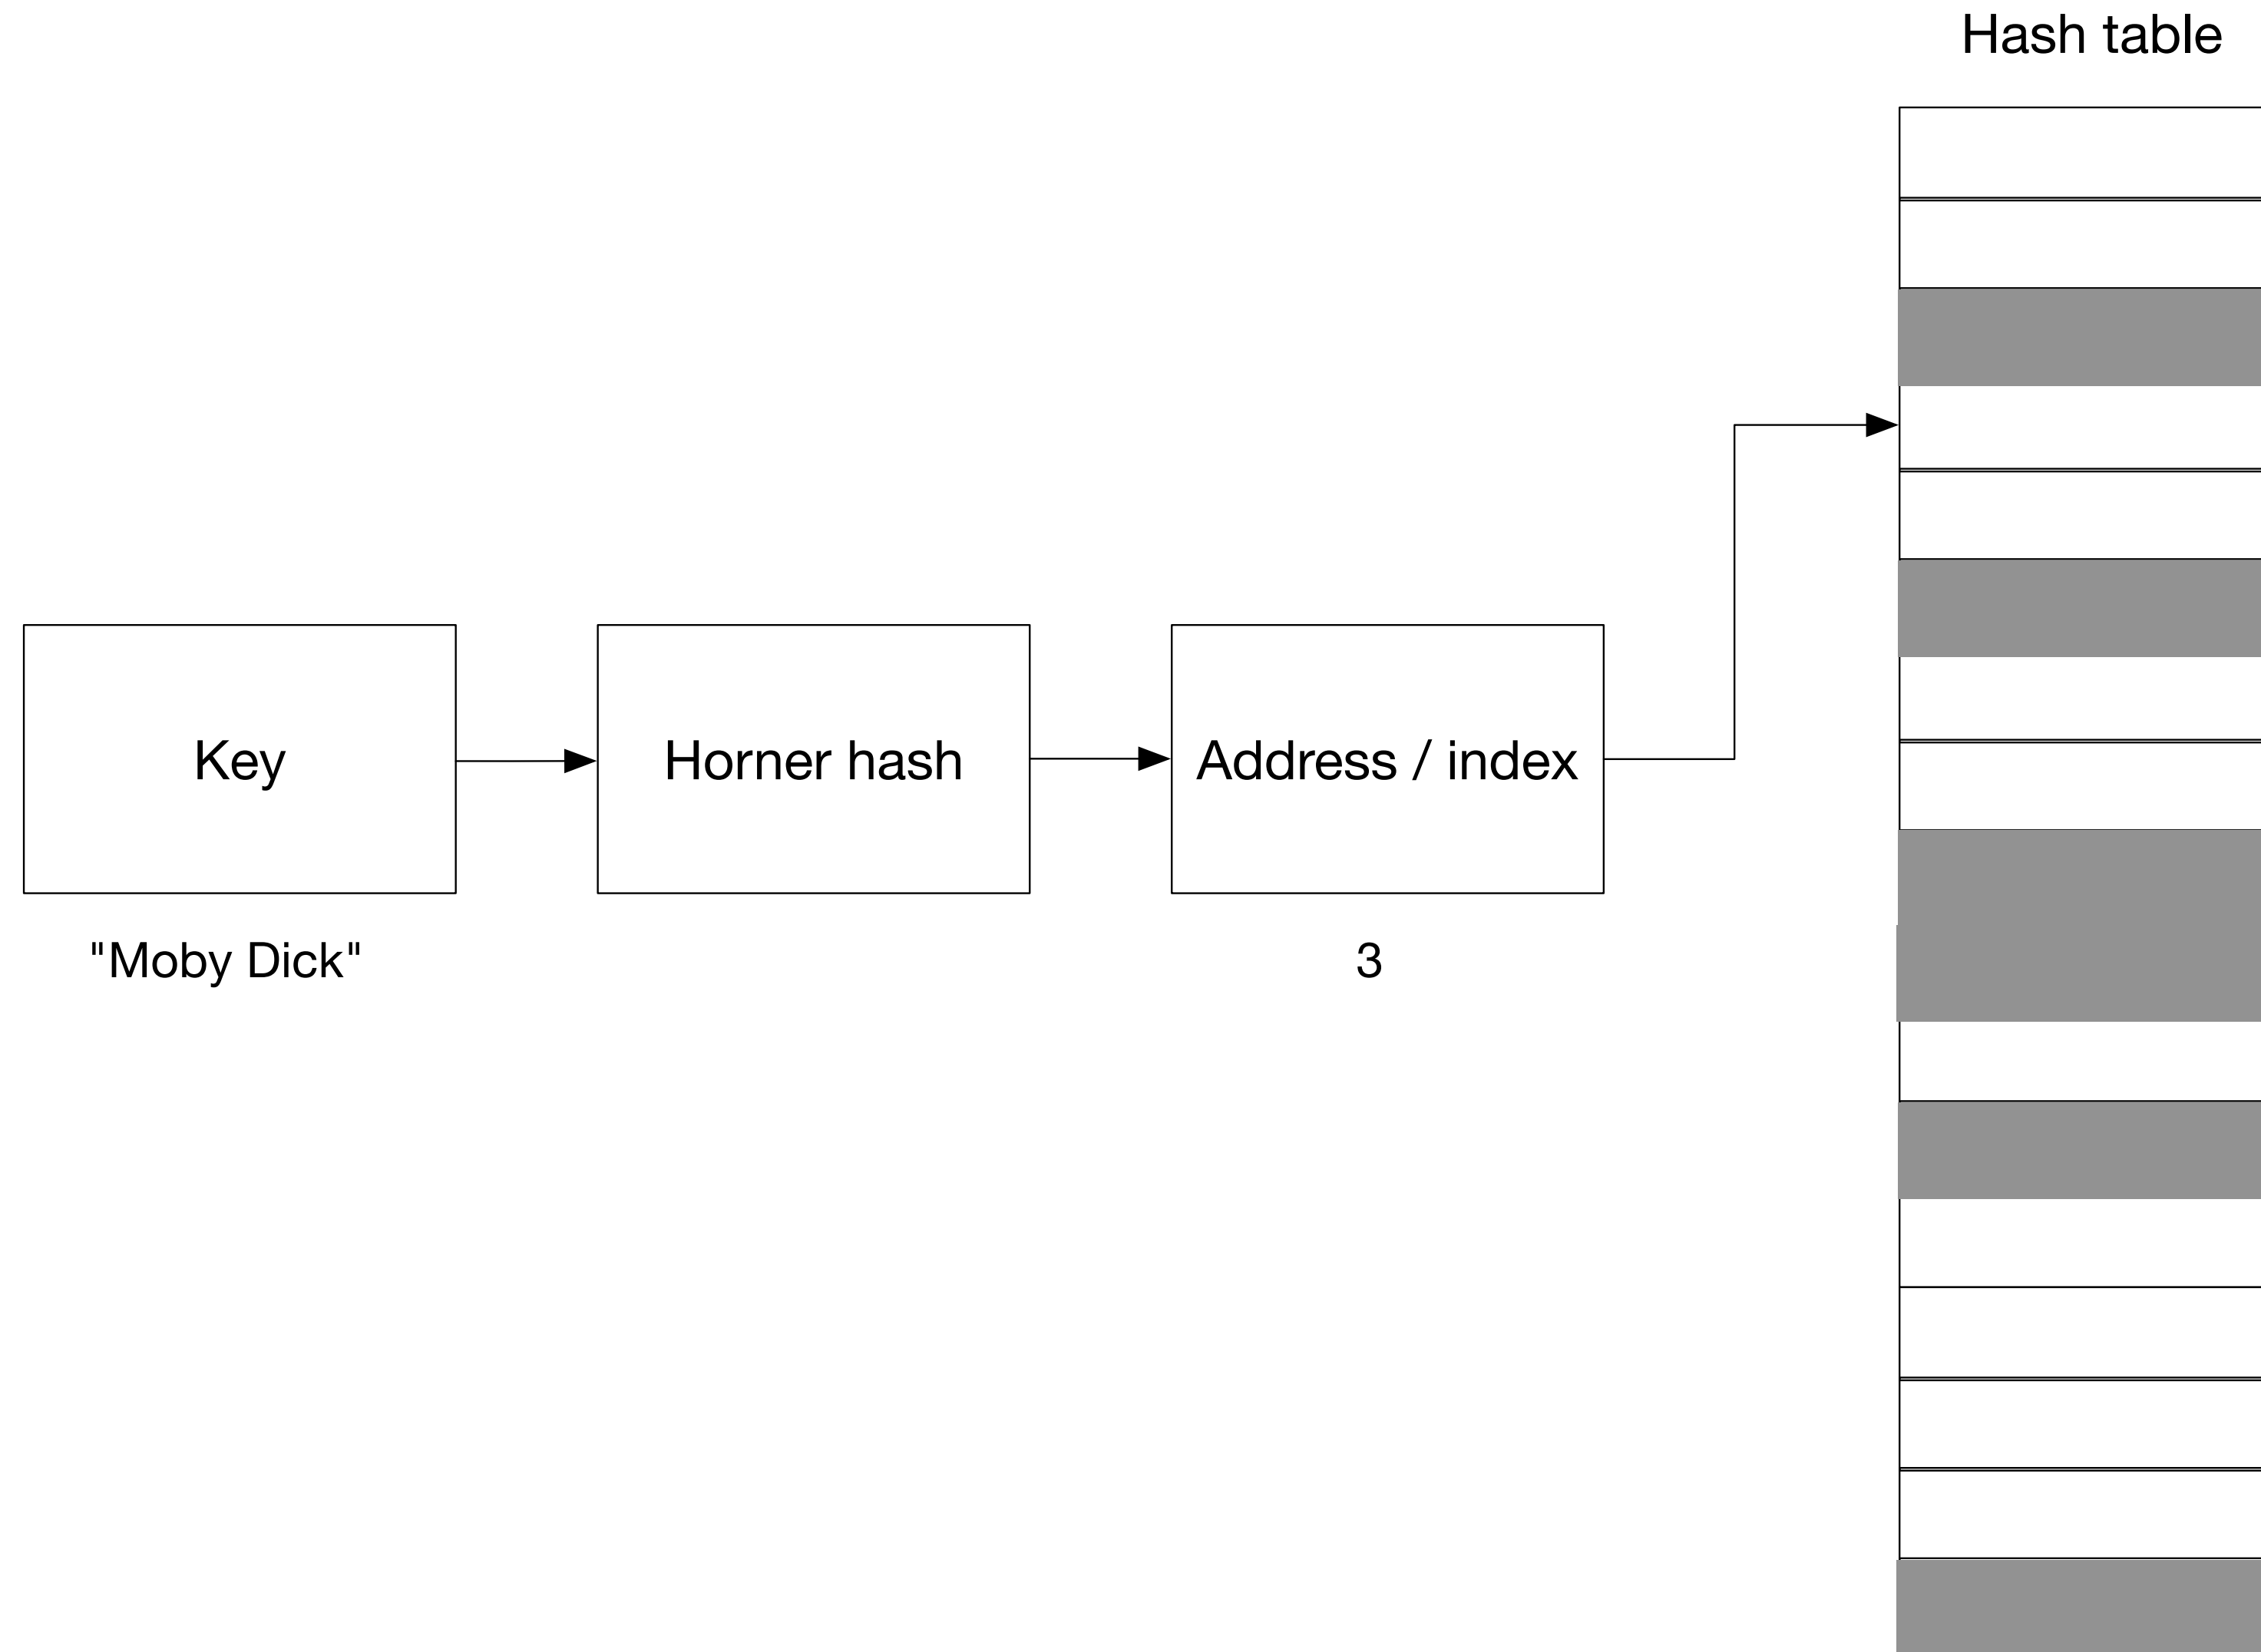 Hash table
Key
Horner hash
Address / index
"Moby Dick"
3